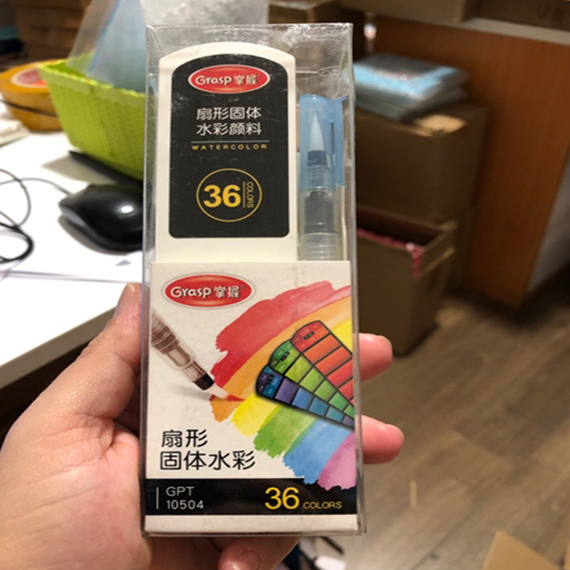 Grasp 掌握
扇形固体
水彩颜料
WATERCOLOR
36 COLORS
Grasp 掌握
扇形
固体水彩
GPT
10504
36 COLORS